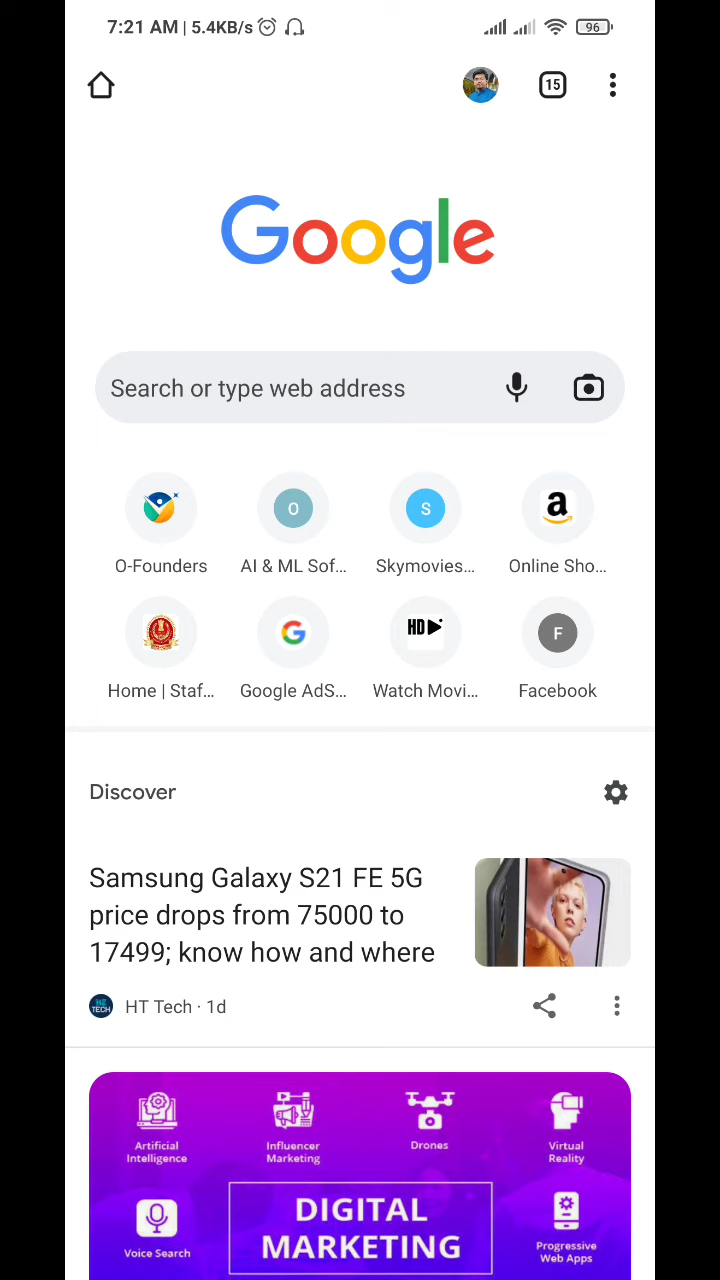 7:21 AM | 5.4KB/s 96
15
Google
Search or type web address
O S a
O-Founders AI & ML Sof... Skymovies... Online Sho...
G HD F
Home | Staf... Google AdS... Watch Movi... Facebook
Discover
Samsung Galaxy S21 FE 5G
price drops from 75000 to
17499; know how and where
HT TECH
HT Tech · 1d
Artificial Intelligence
Influencer Marketing
Drones
Virtual Reality
Voice Search
DIGITAL
MARKETING
Progressive Web Apps